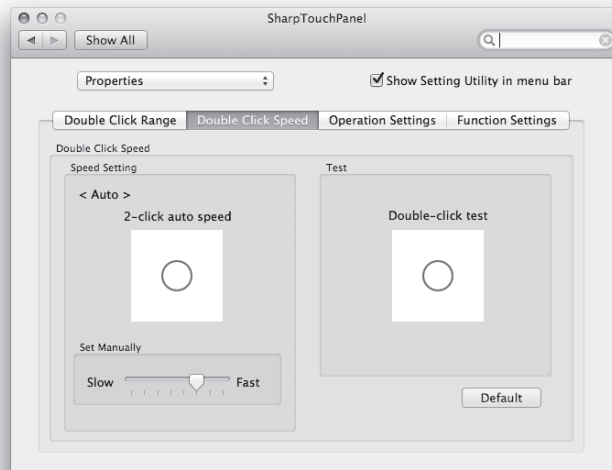 SharpTouchPanel
Show All
Properties
Show Setting Utility in menu bar
Double Click Range
Double Click Speed
Operation Settings
Function Settings
Double Click Speed
Speed Setting
< Auto >
2-click auto speed
Set Manually
Slow
Fast
Test
Double-click test
Default